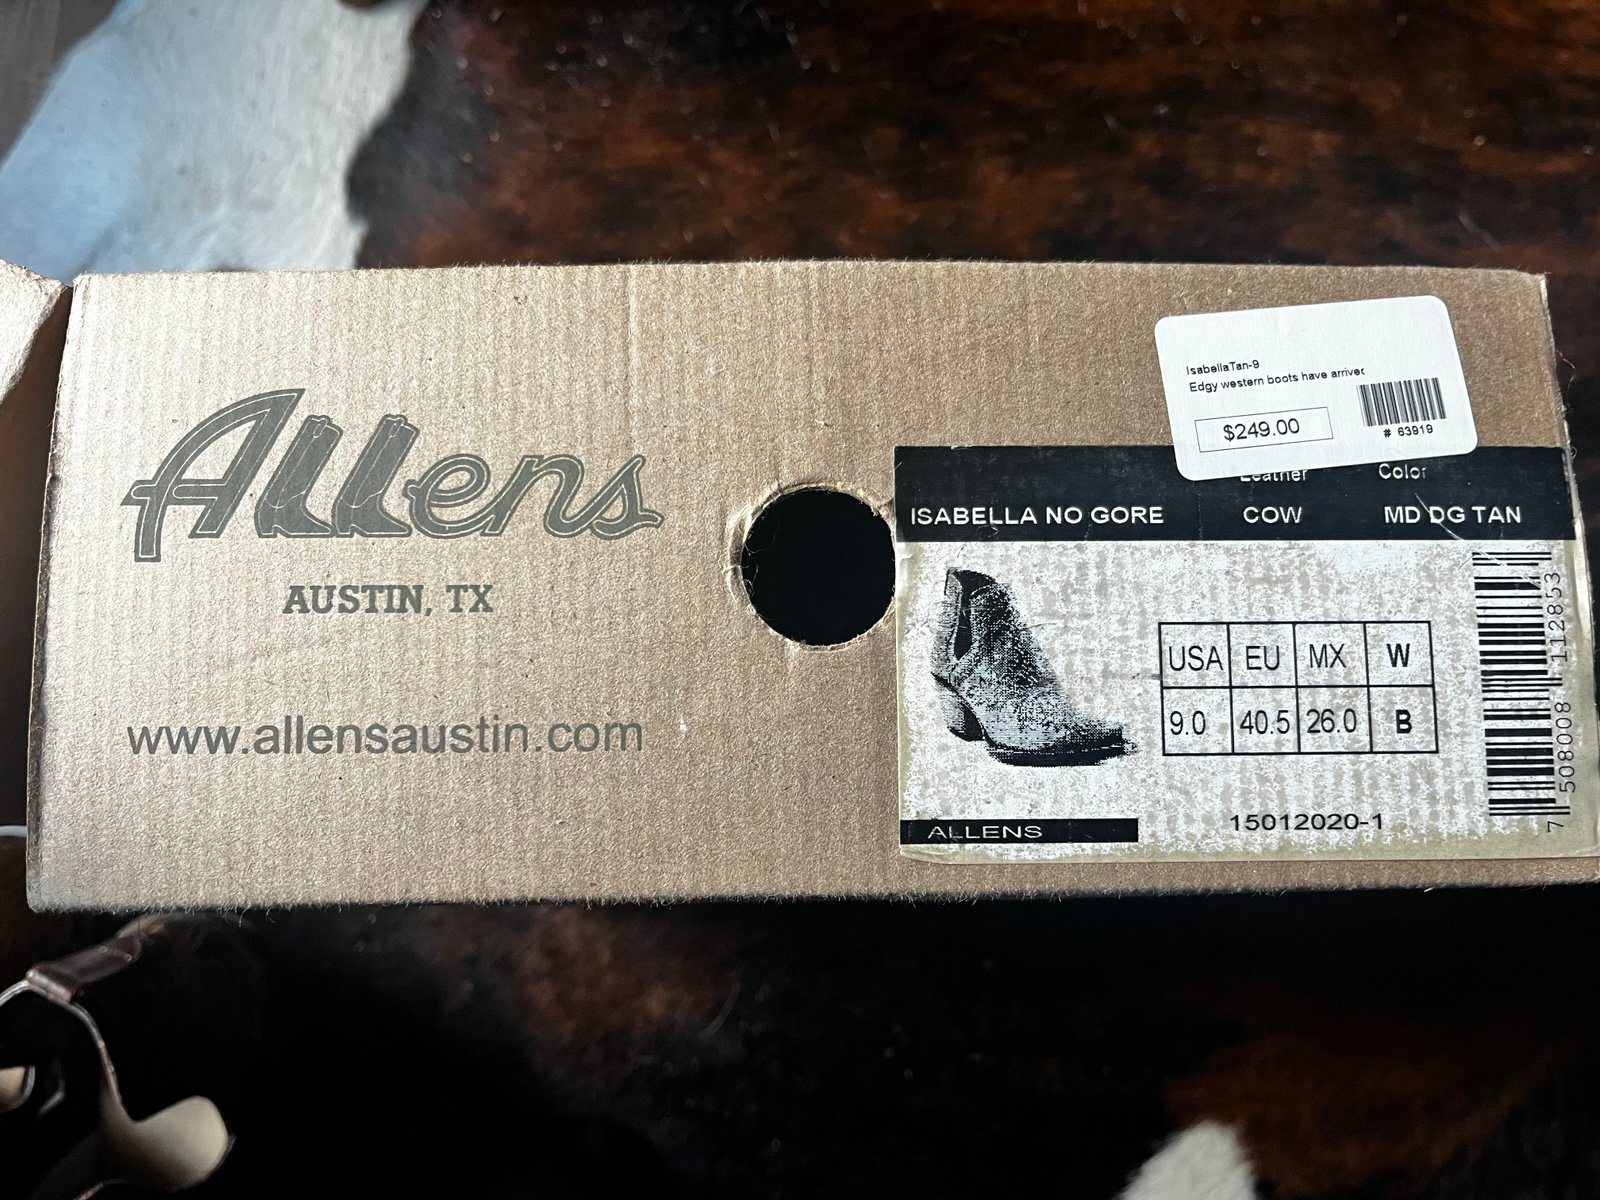 Allens
AUSTIN, TX
www.allensaustin.com
IsabellaTan-9
Edgy western boots have arrived
$249.00
# 63919
Leather Color
ISABELLA NO GORE COW MD DG TAN
USA EU MX W
9.0 40.5 26.0 B
ALLENS
15012020-1
7 508008 112853